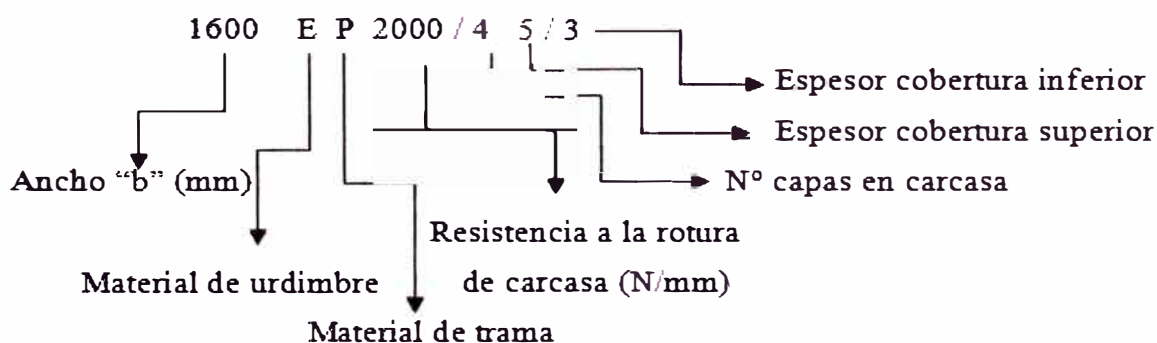 1600 E P 2000 / 4 5 / 3
Espesor cobertura inferior
Espesor cobertura superior
Ancho “b” (mm)
Nº capas en carcasa
Resistencia a la rotura
Material de urdimbre
de carcasa (N/mm)
Material de trama